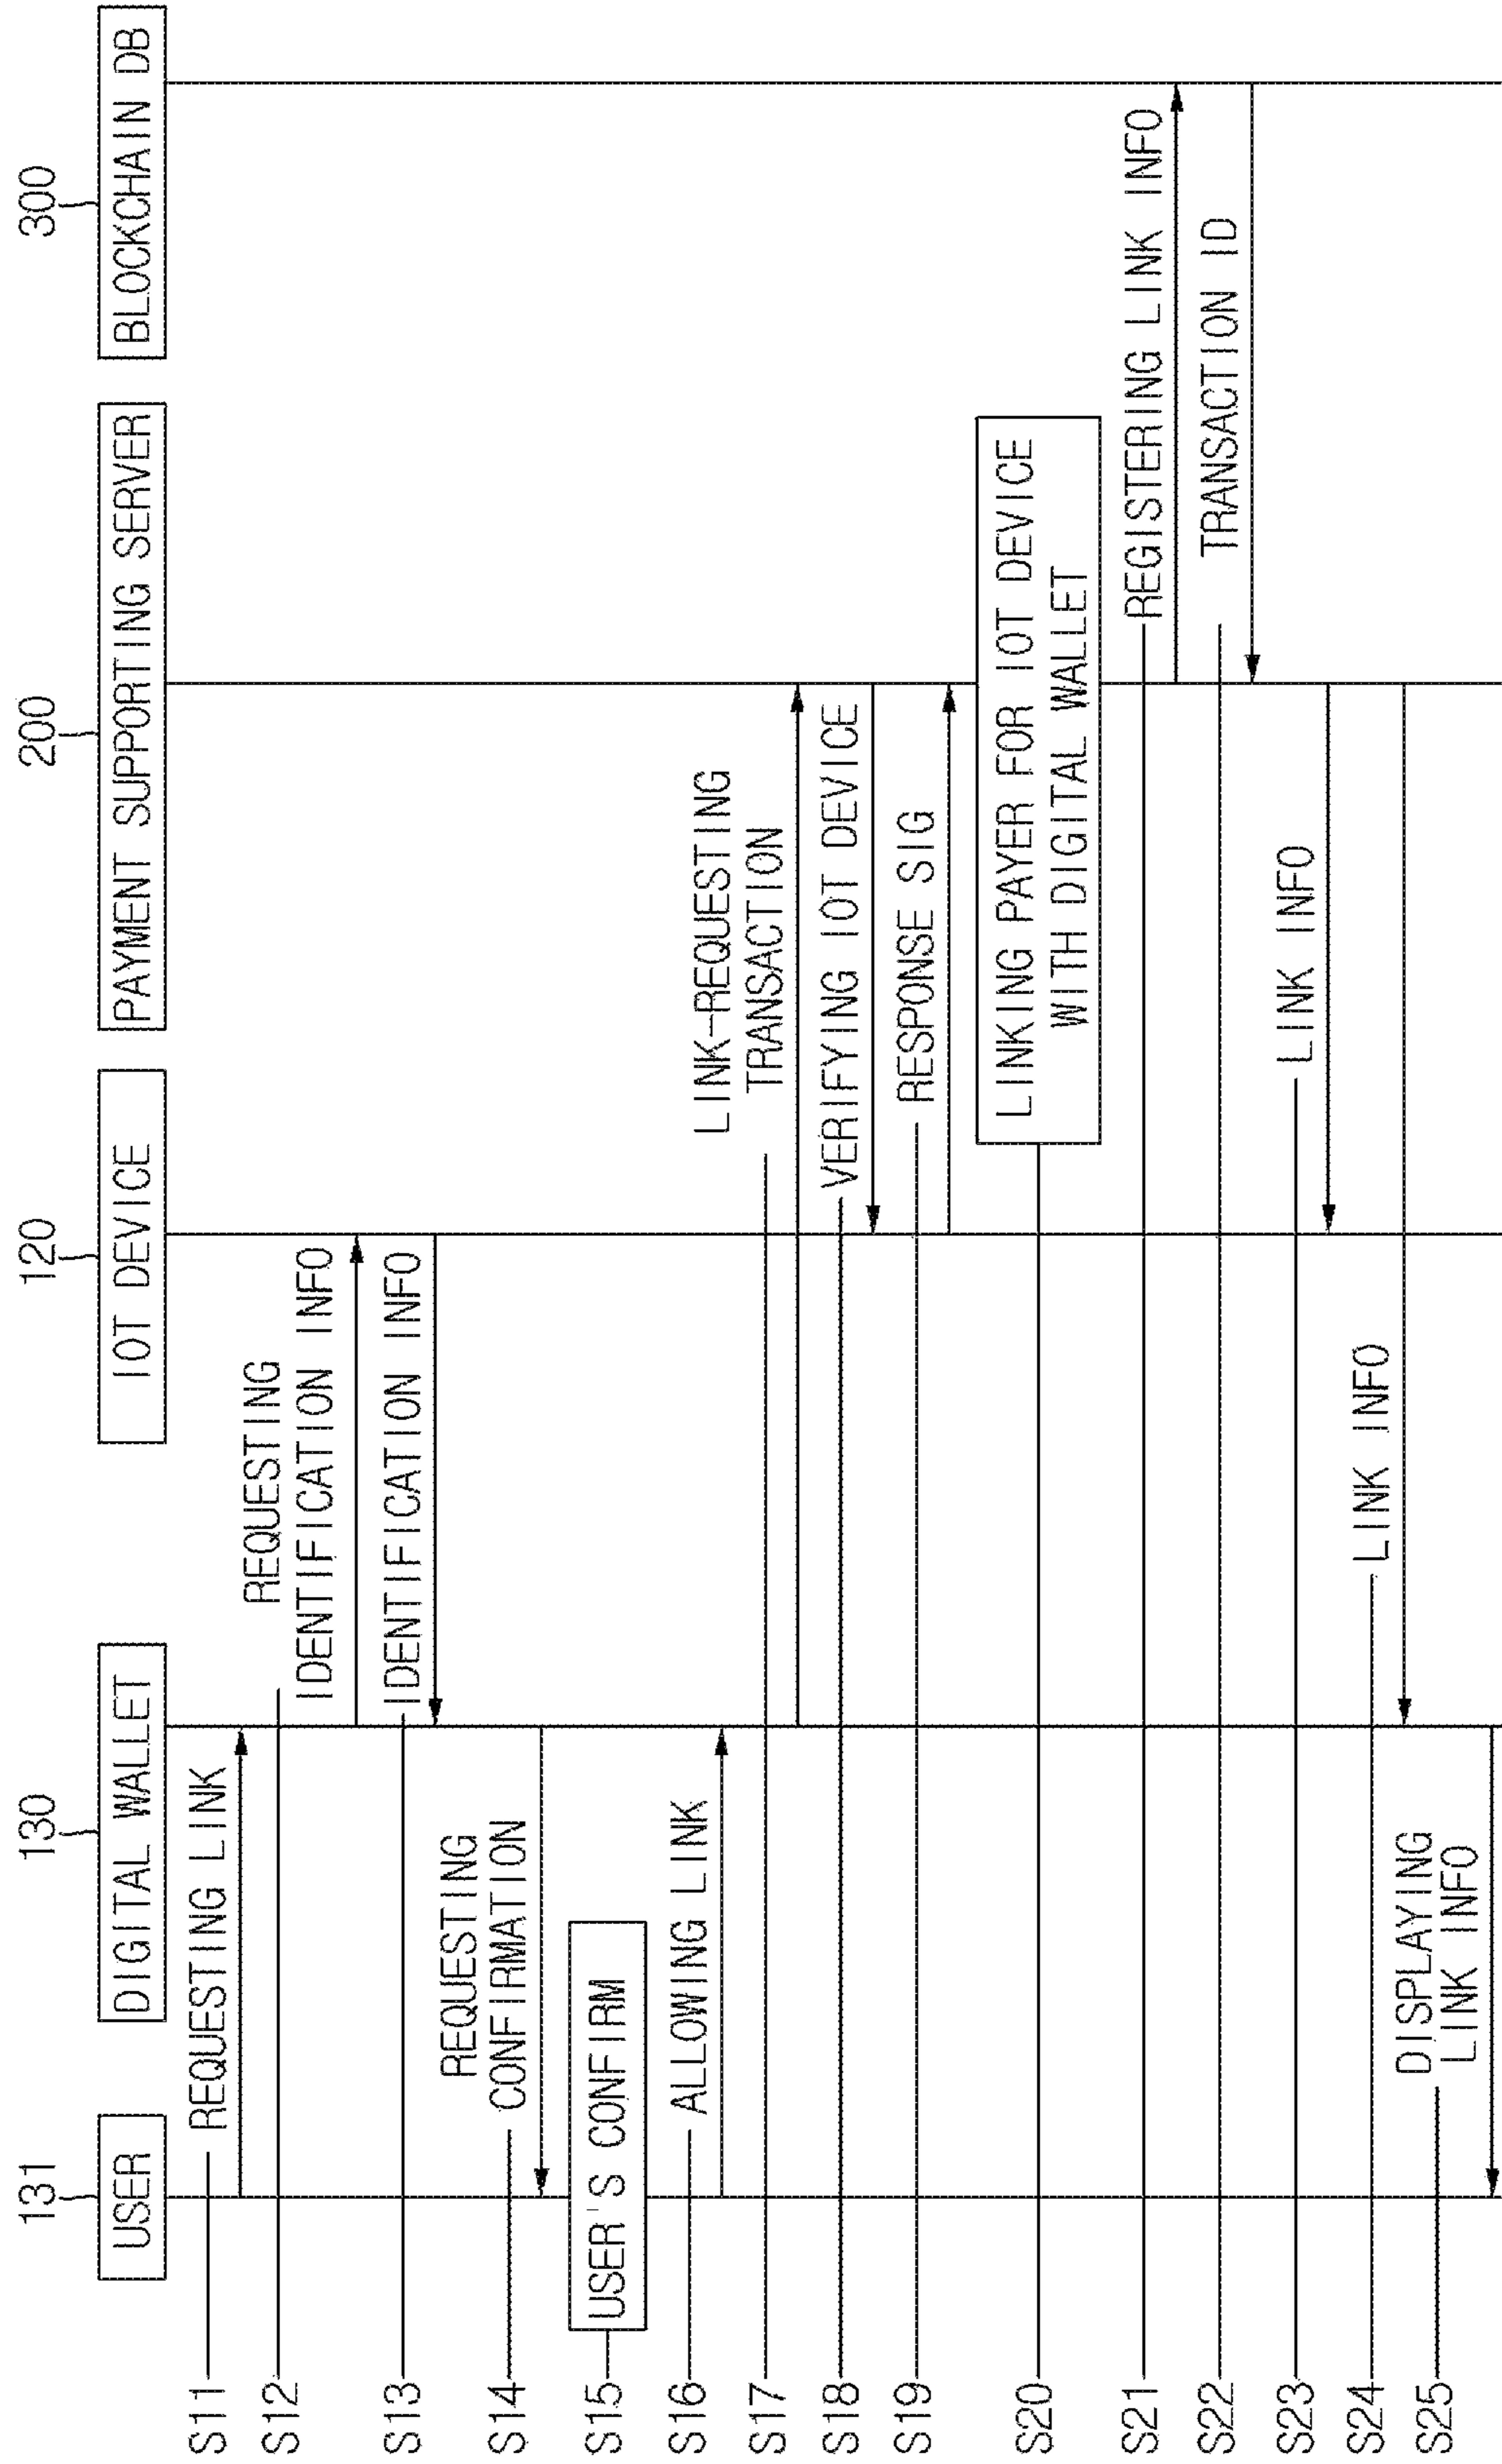 131
130
120
200
300
USER
DIGITAL WALLET
IOT DEVICE
PAYMENT SUPPORTING SERVER
BLOCKCHAIN DB
S11
REQUESTING LINK
S12
REQUESTING
IDENTIFICATION INFO
S13
IDENTIFICATION INFO
S14
REQUESTING
CONFIRMATION
S15
USER'S CONFIRM
S16
ALLOWING LINK
S17
LINK-REQUESTING
TRANSACTION
S18
VERIFYING IOT DEVICE
S19
RESPONSE SIG
S20
LINKING PAYER FOR IOT DEVICE
WITH DIGITAL WALLET
S21
REGISTERING LINK INFO
S22
TRANSACTION ID
S23
LINK INFO
S24
LINK INFO
S25
DISPLAYING
LINK INFO